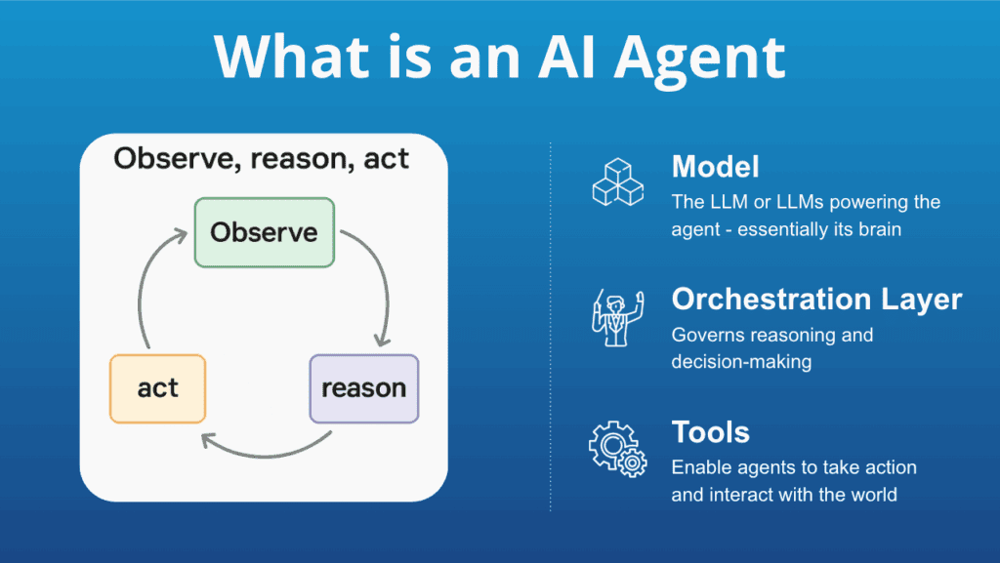 What is an AI Agent
Observe, reason, act
Observe
act
reason
Model
The LLM or LLMs powering the
agent - essentially its brain
Orchestration Layer
Governs reasoning and
decision-making
Tools
Enable agents to take action
and interact with the world